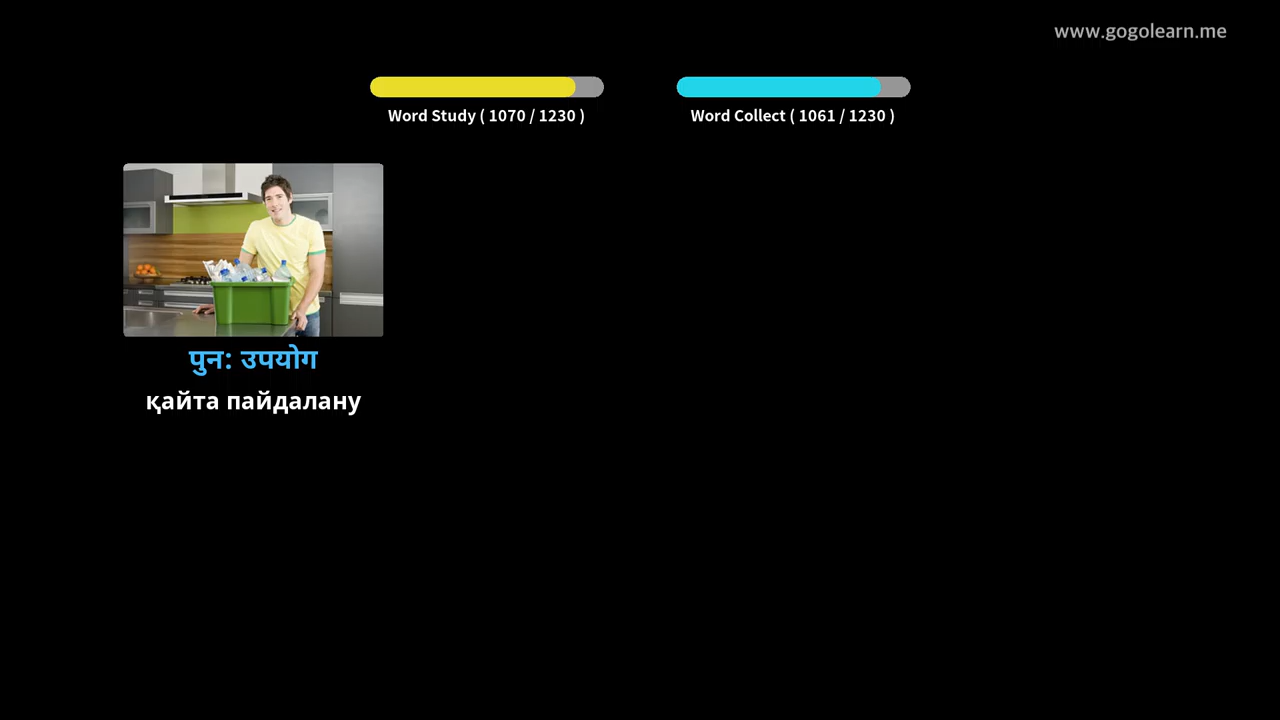 www.gogolearn.me
Word Study ( 1070 / 1230 )
Word Collect ( 1061 / 1230 )
पुन: उपयोग
қайта пайдалану